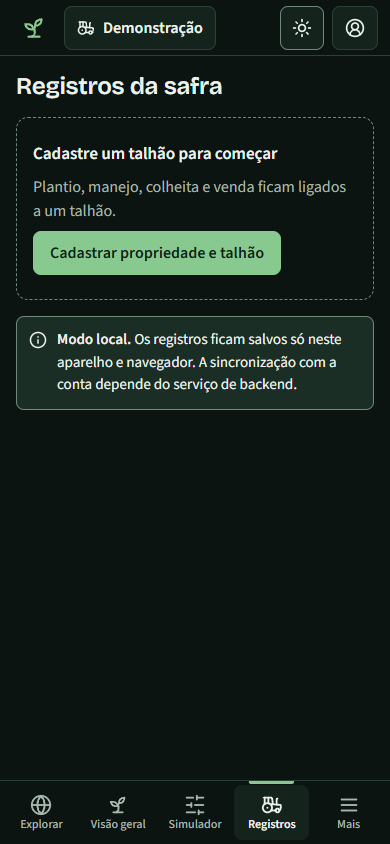 Demonstração
Registros da safra
Cadastre um talhão para começar
Plantio, manejo, colheita e venda ficam ligados
a um talhão.
Cadastrar propriedade e talhão
Modo local. Os registros ficam salvos só neste
aparelho e navegador. A sincronização com a
conta depende do serviço de backend.
Explorar
Visão geral
Simulador
Registros
Mais